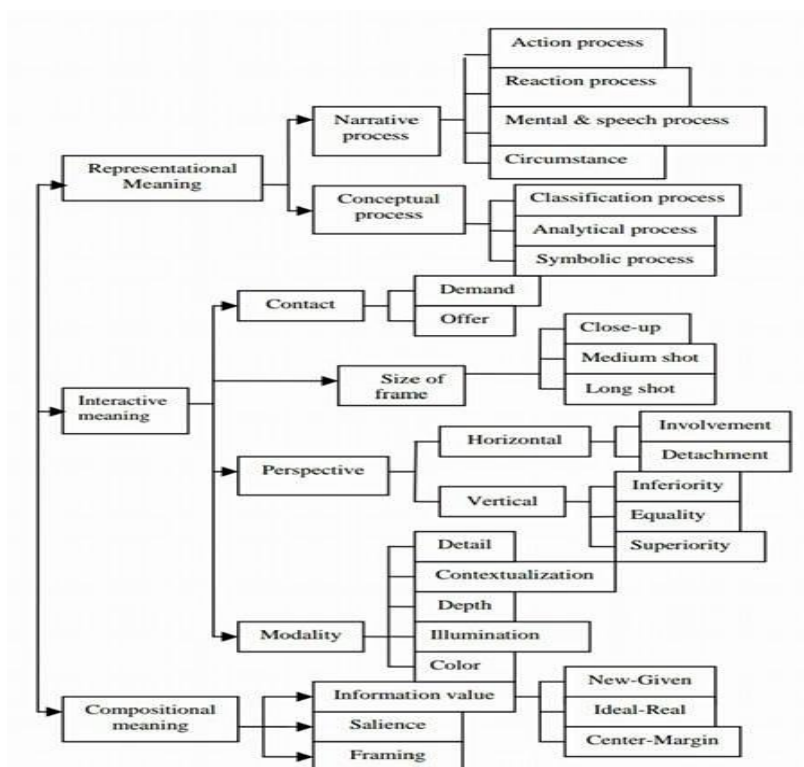 Action process
Reaction process
Narrative
process
Mental & speech process
Circumstance
Representational
Meaning
Conceptual
process
Classification process
Analytical process
Symbolic process
Contact
Demand
Offer
Size of
frame
Close-up
Medium shot
Long shot
Interactive
meaning
Perspective
Horizontal
Involvement
Detachment
Vertical
Inferiority
Equality
Superiority
Modality
Detail
Contextualization
Depth
Illumination
Color
Compositional
meaning
Information value
New-Given
Ideal-Real
Center-Margin
Salience
Framing